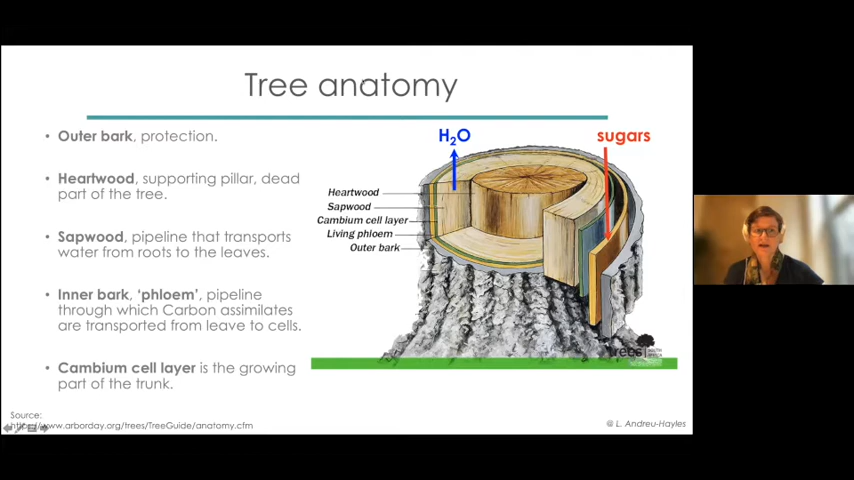 Tree anatomy
• Outer bark, protection.
• Heartwood, supporting pillar, dead
part of the tree.
• Sapwood, pipeline that transports
water from roots to the leaves.
• Inner bark, ‘phloem’, pipeline
through which Carbon assimilates
are transported from leave to cells.
• Cambium cell layer is the growing
part of the trunk.
H₂O
sugars
Heartwood
Sapwood
Cambium cell layer
Living phloem
Outer bark
trees
Source:
www.arborday.org/trees/TreeGuide/anatomy.cfm
@ L. Andreu-Hayles